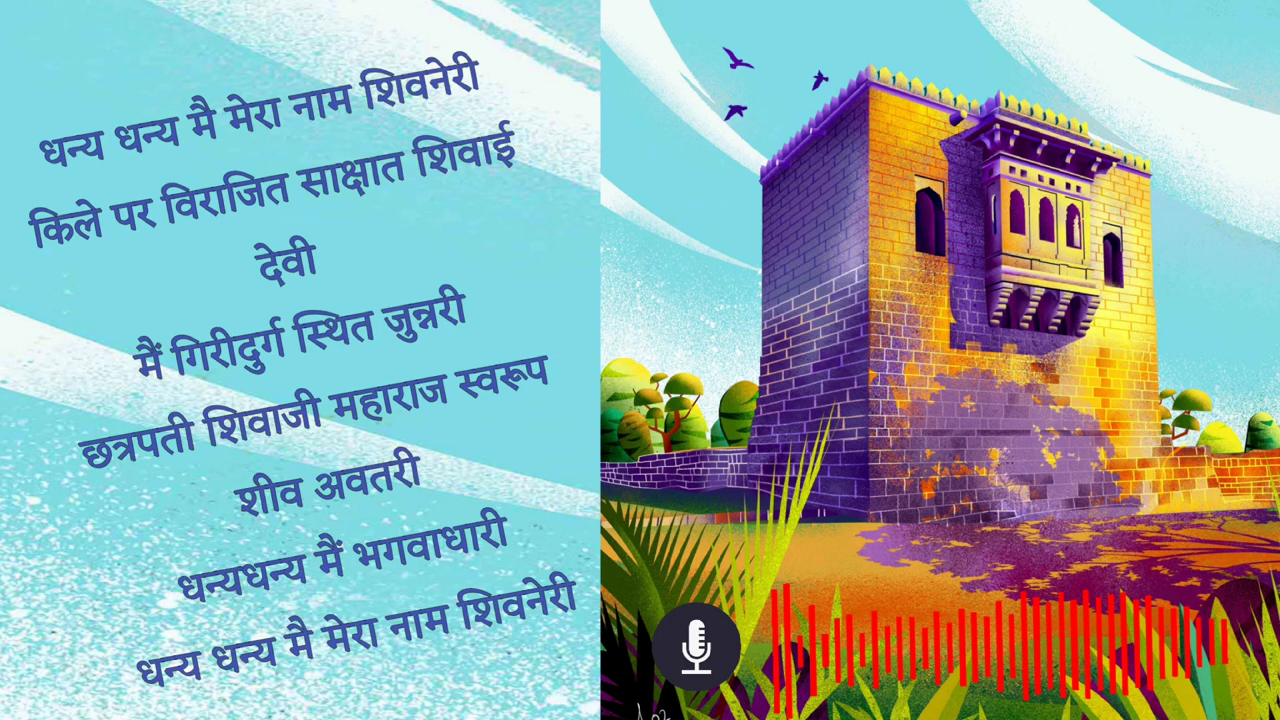 धन्य धन्य मै मेरा नाम शिवनेरी
किले पर विराजित साक्षात शिवाई
देवी
मैं गिरीदुर्ग स्थित जुन्नरी
छत्रपती शिवाजी महाराज स्वरूप
शीव अवतरी
धन्यधन्य मैं भगवाधारी
धन्य धन्य मै मेरा नाम शिवनेरी